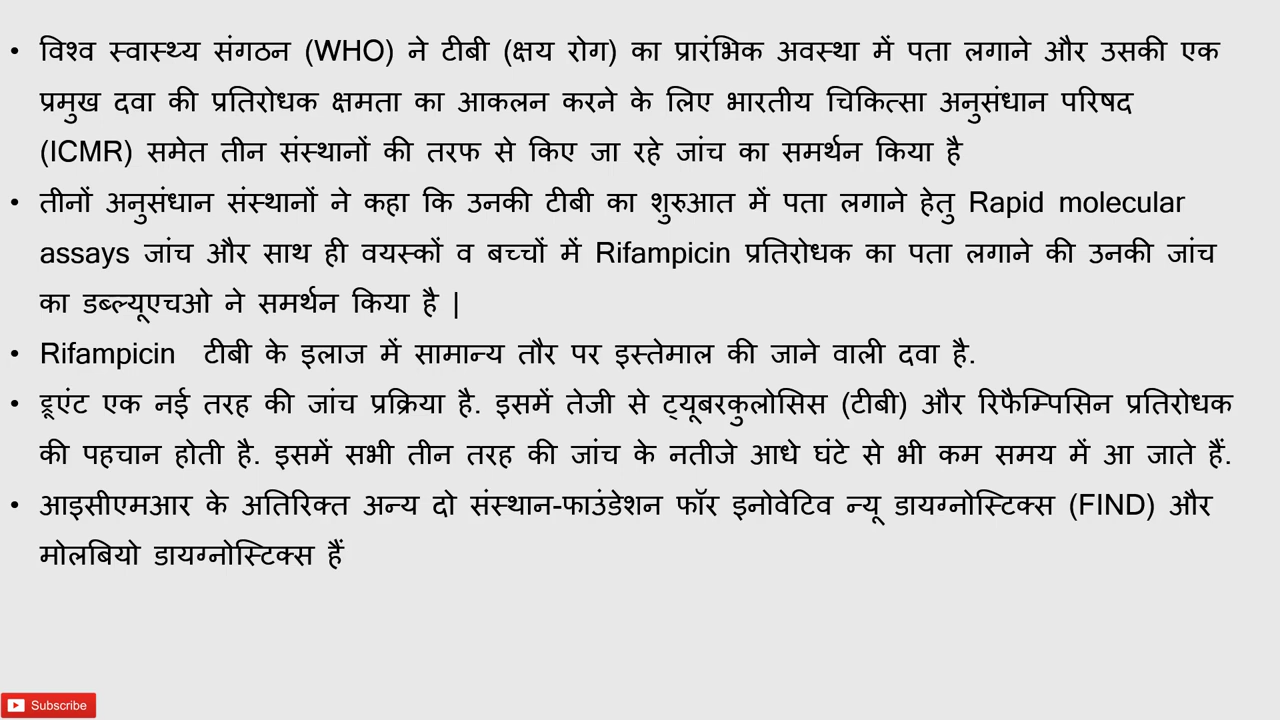 • विश्व स्वास्थ्य संगठन (WHO) ने टीबी (क्षय रोग) का प्रारंभिक अवस्था में पता लगाने और उसकी एक
प्रमुख दवा की प्रतिरोधक क्षमता का आकलन करने के लिए भारतीय चिकित्सा अनुसंधान परिषद
(ICMR) समेत तीन संस्थानों की तरफ से किए जा रहे जांच का समर्थन किया है
• तीनों अनुसंधान संस्थानों ने कहा कि उनकी टीबी का शुरुआत में पता लगाने हेतु Rapid molecular
assays जांच और साथ ही वयस्कों व बच्चों में Rifampicin प्रतिरोधक का पता लगाने की उनकी जांच
का डब्ल्यूएचओ ने समर्थन किया है |
• Rifampicin टीबी के इलाज में सामान्य तौर पर इस्तेमाल की जाने वाली दवा है.
• ड्रूएंट एक नई तरह की जांच प्रक्रिया है. इसमें तेजी से ट्यूबरकुलोसिस (टीबी) और रिफैम्पिसिन प्रतिरोधक
की पहचान होती है. इसमें सभी तीन तरह की जांच के नतीजे आधे घंटे से भी कम समय में आ जाते हैं.
• आइसीएमआर के अतिरिक्त अन्य दो संस्थान-फाउंडेशन फॉर इनोवेटिव न्यू डायग्नोस्टिक्स (FIND) और
मोलबियो डायग्नोस्टिक्स हैं
Subscribe